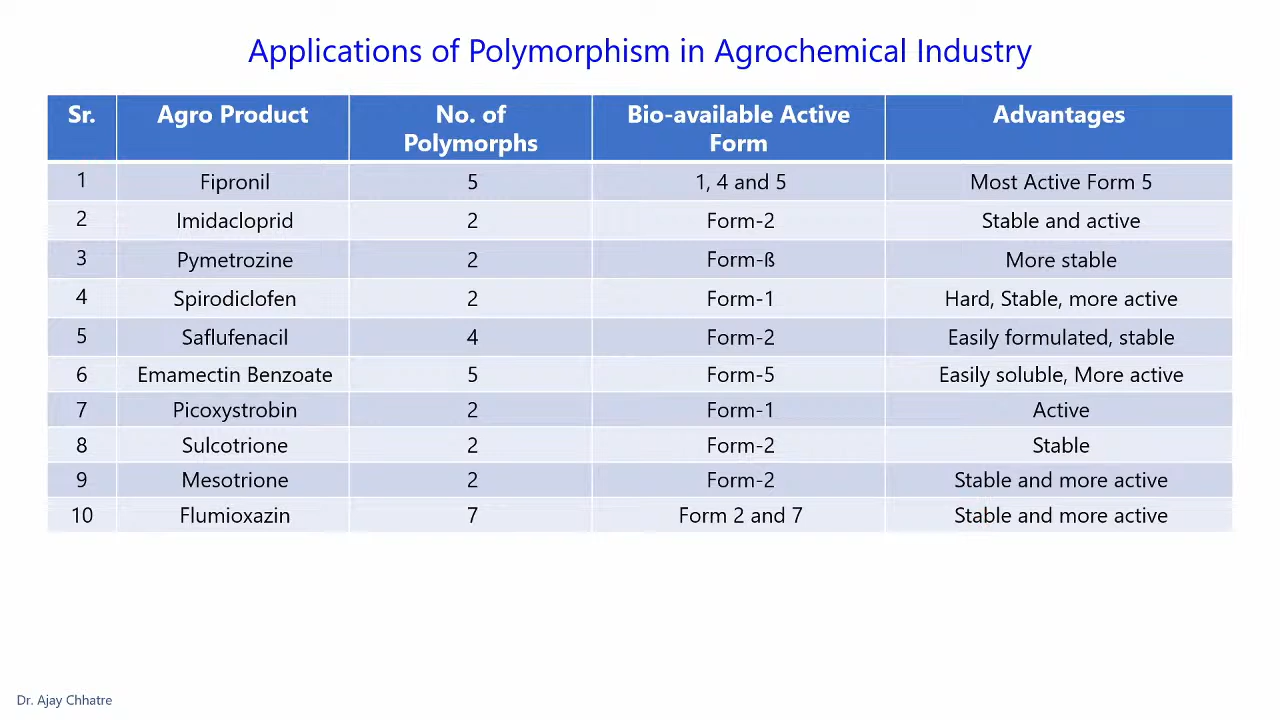 Applications of Polymorphism in Agrochemical Industry
Sr. Agro Product No. of Polymorphs Bio-available Active Form Advantages
1 Fipronil 5 1, 4 and 5 Most Active Form 5
2 Imidacloprid 2 Form-2 Stable and active
3 Pymetrozine 2 Form-ß More stable
4 Spirodiclofen 2 Form-1 Hard, Stable, more active
5 Saflufenacil 4 Form-2 Easily formulated, stable
6 Emamectin Benzoate 5 Form-5 Easily soluble, More active
7 Picoxystrobin 2 Form-1 Active
8 Sulcotrione 2 Form-2 Stable
9 Mesotrione 2 Form-2 Stable and more active
10 Flumioxazin 7 Form 2 and 7 Stable and more active
Dr. Ajay Chhatre